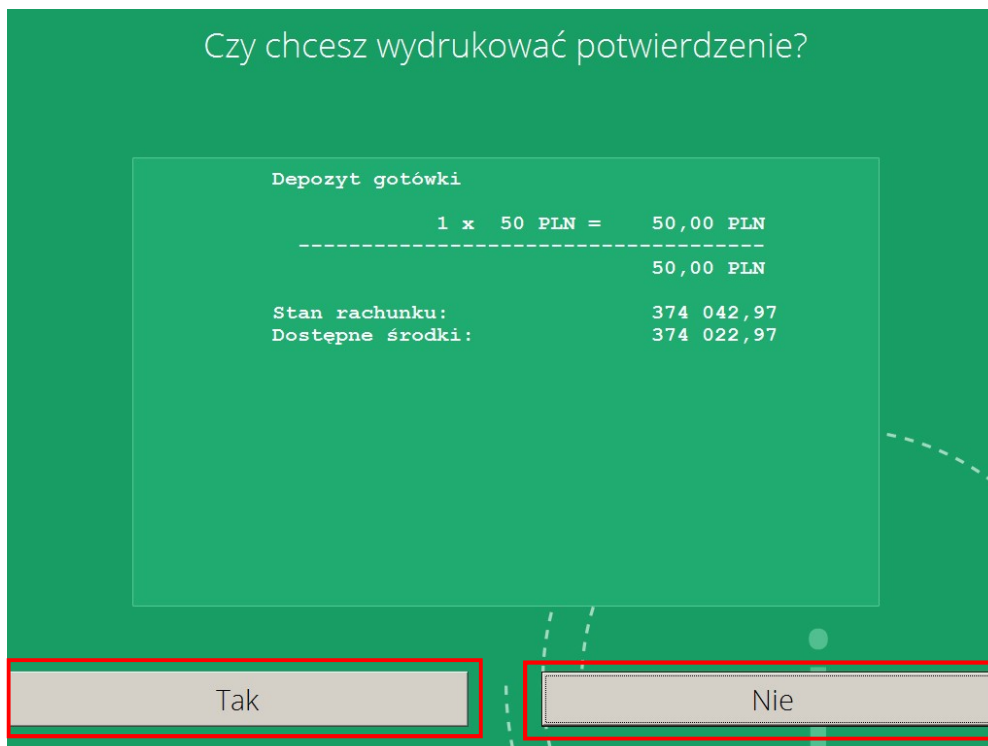 Czy chcesz wydrukować potwierdzenie?
Depozyt gotówki
1 x 50 PLN = 50,00 PLN
-------------------------------------
50,00 PLN
Stan rachunku: 374 042,97
Dostępne środki: 374 022,97
Tak Nie